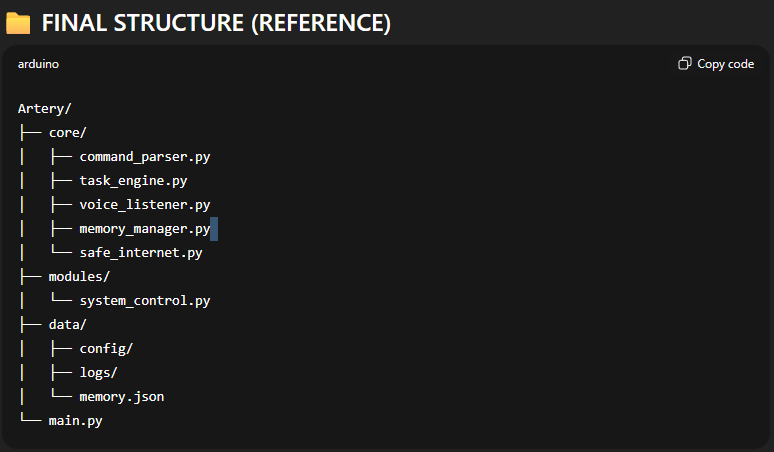 📁 FINAL STRUCTURE (REFERENCE)
arduino
Copy code
Artery/
├── core/
│   ├── command_parser.py
│   ├── task_engine.py
│   ├── voice_listener.py
│   ├── memory_manager.py
│   └── safe_internet.py
├── modules/
│   └── system_control.py
├── data/
│   ├── config/
│   ├── logs/
│   └── memory.json
└── main.py